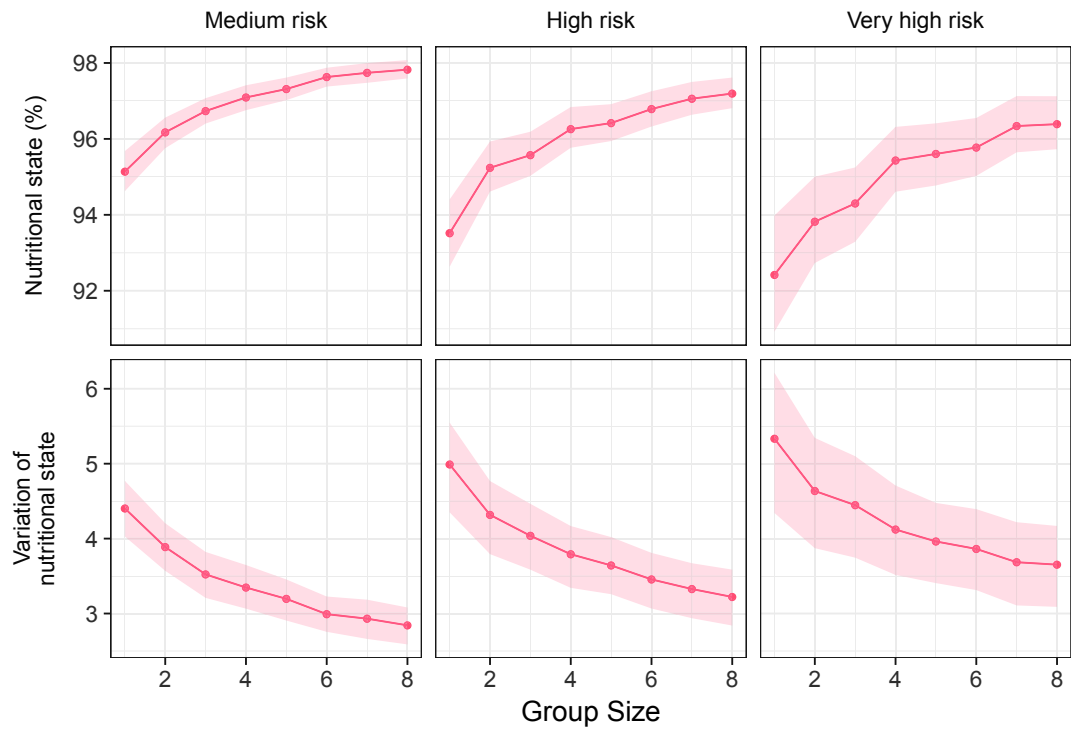 Medium risk
High risk
Very high risk
Nutritional state (%)
98
96
94
92
Variation of
nutritional state
6
5
4
3
2
4
6
8
2
4
6
8
2
4
6
8
Group Size